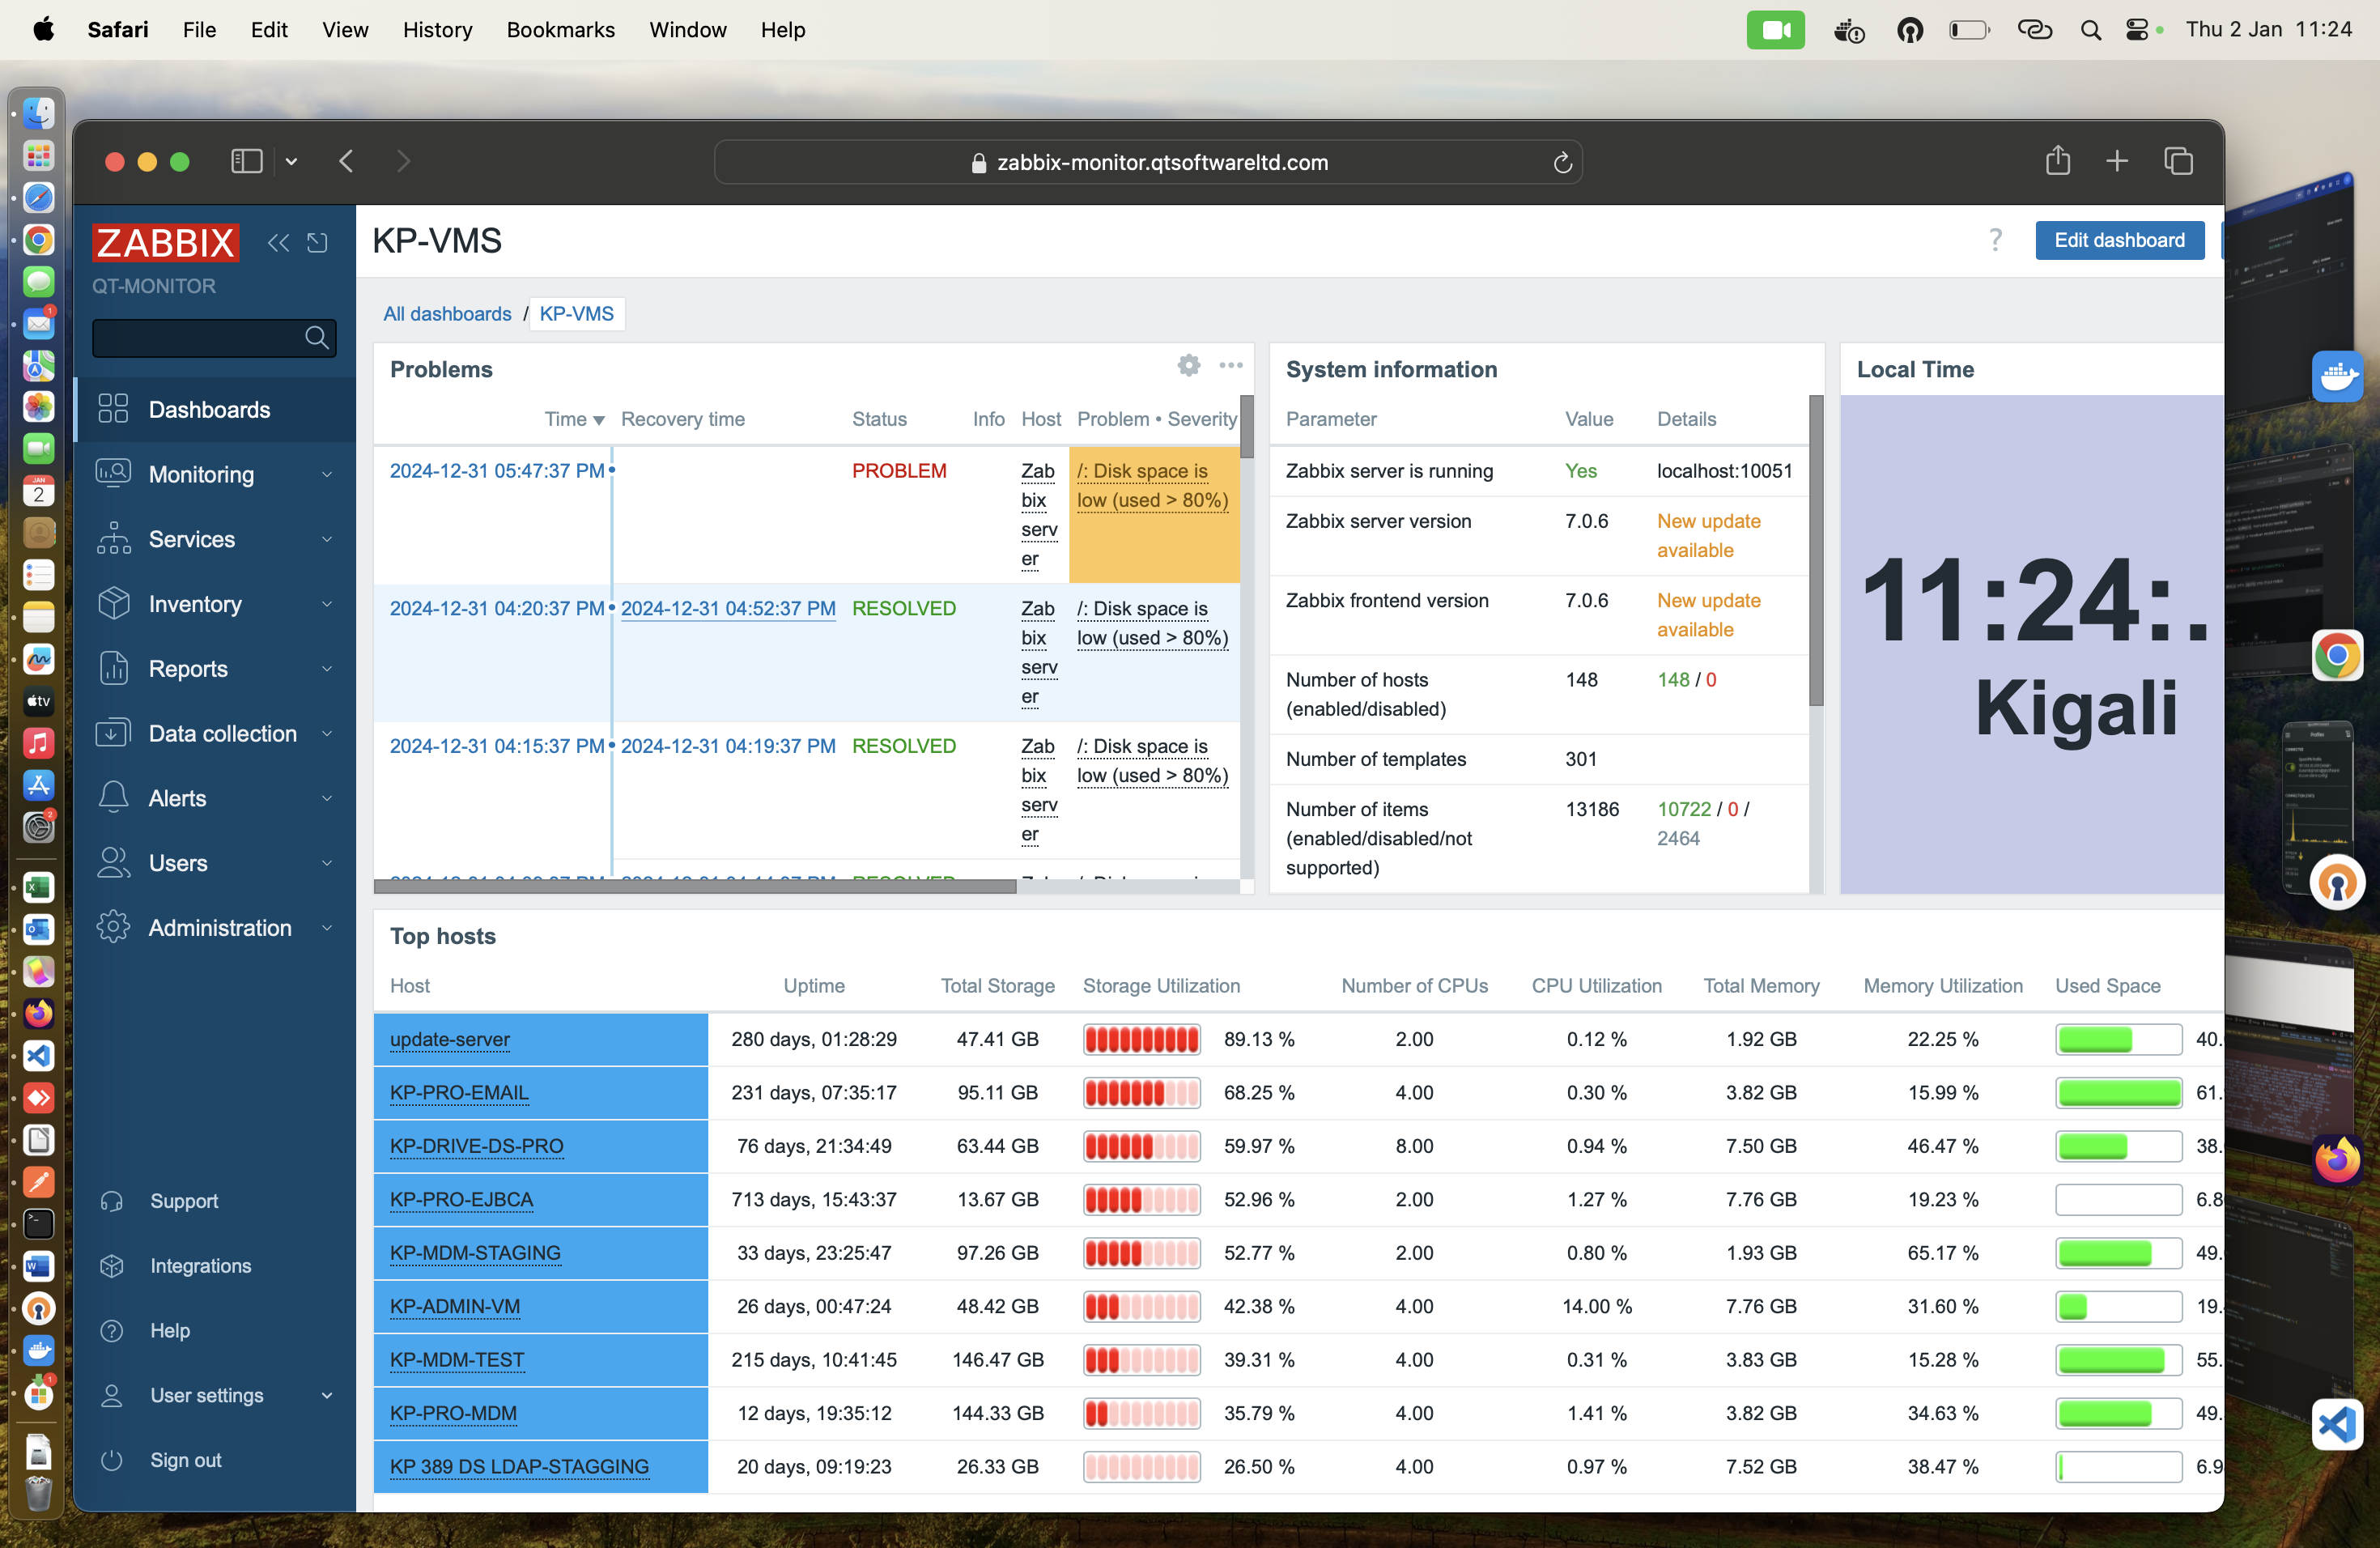 Safari File Edit View History Bookmarks Window Help Thu 2 Jan 11:24
zabbix-monitor.qtsoftwareltd.com
ZABBIX
QT-MONITOR
Dashboards
Monitoring
Services
Inventory
Reports
Data collection
Alerts
Users
Administration
Support
Integrations
Help
User settings
Sign out
KP-VMS
? Edit dashboard
All dashboards / KP-VMS
Problems
Time Recovery time Status Info Host Problem • Severity
2024-12-31 05:47:37 PM PROBLEM Zab /: Disk space is
bix low (used > 80%)
serv
er
2024-12-31 04:20:37 PM 2024-12-31 04:52:37 PM RESOLVED Zab /: Disk space is
bix low (used > 80%)
serv
er
2024-12-31 04:15:37 PM 2024-12-31 04:19:37 PM RESOLVED Zab /: Disk space is
bix low (used > 80%)
serv
er
System information
Parameter Value Details
Zabbix server is running Yes localhost:10051
Zabbix server version 7.0.6 New update
available
Zabbix frontend version 7.0.6 New update
available
Number of hosts 148 148 / 0
(enabled/disabled)
Number of templates 301
Number of items 13186 10722 / 0 /
(enabled/disabled/not 2464
supported)
Local Time
11:24:.
Kigali
Top hosts
Host Uptime Total Storage Storage Utilization Number of CPUs CPU Utilization Total Memory Memory Utilization Used Space
update-server 280 days, 01:28:29 47.41 GB 89.13 % 2.00 0.12 % 1.92 GB 22.25 % 40.
KP-PRO-EMAIL 231 days, 07:35:17 95.11 GB 68.25 % 4.00 0.30 % 3.82 GB 15.99 % 61.
KP-DRIVE-DS-PRO 76 days, 21:34:49 63.44 GB 59.97 % 8.00 0.94 % 7.50 GB 46.47 % 38.
KP-PRO-EJBCA 713 days, 15:43:37 13.67 GB 52.96 % 2.00 1.27 % 7.76 GB 19.23 % 6.8
KP-MDM-STAGING 33 days, 23:25:47 97.26 GB 52.77 % 2.00 0.80 % 1.93 GB 65.17 % 49.
KP-ADMIN-VM 26 days, 00:47:24 48.42 GB 42.38 % 4.00 14.00 % 7.76 GB 31.60 % 19.
KP-MDM-TEST 215 days, 10:41:45 146.47 GB 39.31 % 4.00 0.31 % 3.83 GB 15.28 % 55.
KP-PRO-MDM 12 days, 19:35:12 144.33 GB 35.79 % 4.00 1.41 % 3.82 GB 34.63 % 49.
KP 389 DS LDAP-STAGGING 20 days, 09:19:23 26.33 GB 26.50 % 4.00 0.97 % 7.52 GB 38.47 % 6.9
1
JAN
2
tv
2
1